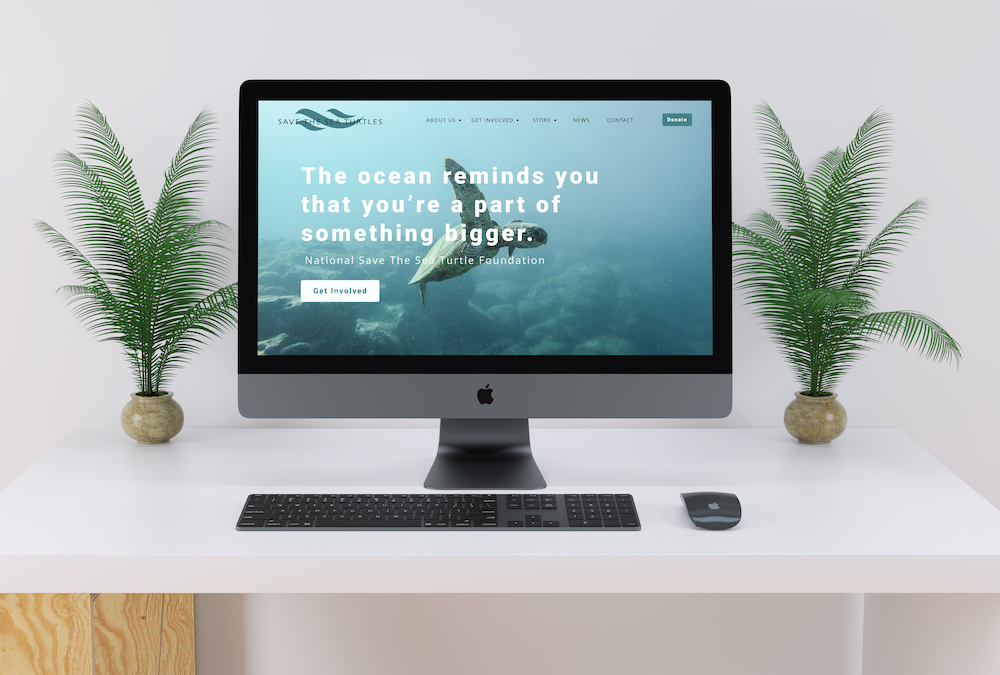 SAVE THE SEA TURTLES
ABOUT US GET INVOLVED STORE NEWS CONTACT Donate
The ocean reminds you
that you’re a part of
something bigger.
National Save The Sea Turtle Foundation
Get Involved